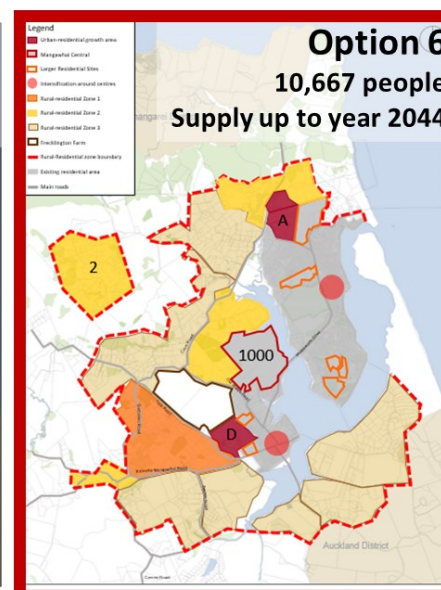 Legend
Urban-residential growth area
Mangawhai Central
Larger Residential Sites
Intensification around centres
Rural-residential Zone 1
Rural-residential Zone 2
Rural-residential Zone 3
Frecklington Farm
Rural-Residential zone boundary
Existing residential area
Main roads
Option 6
10,667 people
Supply up to year 2044
A
2
1000
D
Auckland District